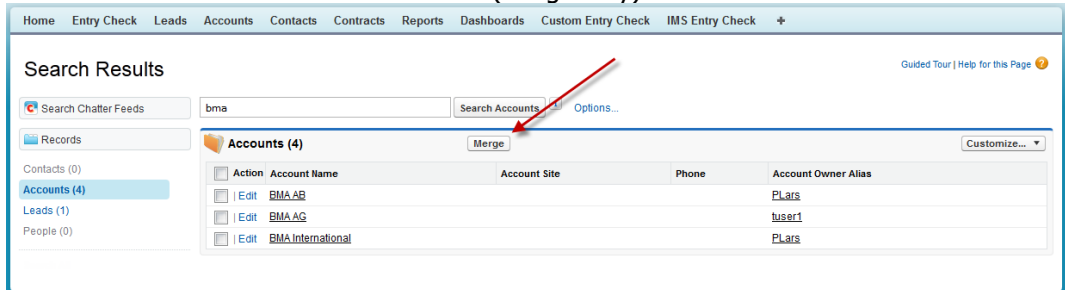 Home Entry Check Leads Accounts Contacts Contracts Reports Dashboards Custom Entry Check IMS Entry Check +
Search Results
Guided Tour | Help for this Page ?
Search Chatter Feeds
bma Search Accounts Options...
Records
Accounts (4) Merge Customize... ▼
Contacts (0)
Accounts (4)
Leads (1)
People (0)
Action Account Name Account Site Phone Account Owner Alias
| Edit BMA AB PLars
| Edit BMA AG tuser1
| Edit BMA International PLars